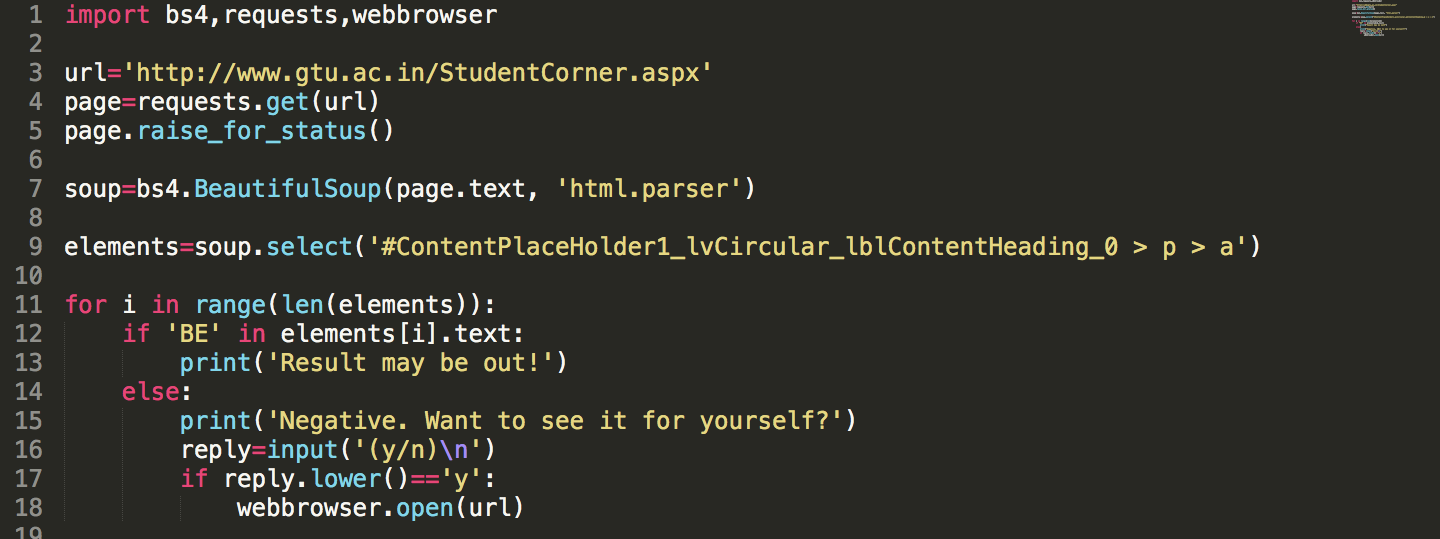 1 import bs4,requests,webbrowser
2
3 url='http://www.gtu.ac.in/StudentCorner.aspx'
4 page=requests.get(url)
5 page.raise_for_status()
6
7 soup=bs4.BeautifulSoup(page.text, 'html.parser')
8
9 elements=soup.select('#ContentPlaceHolder1_lvCircular_lblContentHeading_0 > p > a')
10
11 for i in range(len(elements)):
12     if 'BE' in elements[i].text:
13         print('Result may be out!')
14     else:
15         print('Negative. Want to see it for yourself?')
16         reply=input('(y/n)\n')
17         if reply.lower()=='y':
18             webbrowser.open(url)
19